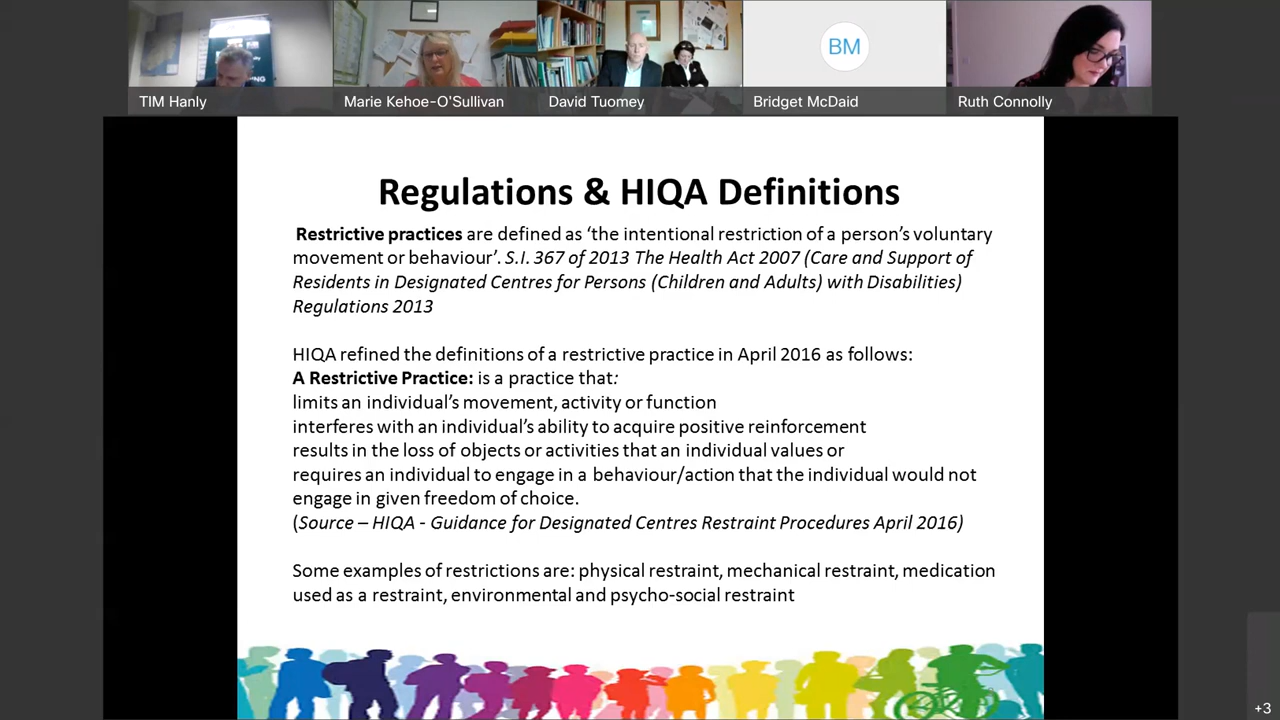 TIM Hanly
Marie Kehoe-O'Sullivan
David Tuomey
BM
Bridget McDaid
Ruth Connolly
Regulations & HIQA Definitions
Restrictive practices are defined as ‘the intentional restriction of a person’s voluntary
movement or behaviour’. S.I. 367 of 2013 The Health Act 2007 (Care and Support of
Residents in Designated Centres for Persons (Children and Adults) with Disabilities)
Regulations 2013
HIQA refined the definitions of a restrictive practice in April 2016 as follows:
A Restrictive Practice: is a practice that:
limits an individual’s movement, activity or function
interferes with an individual’s ability to acquire positive reinforcement
results in the loss of objects or activities that an individual values or
requires an individual to engage in a behaviour/action that the individual would not
engage in given freedom of choice.
(Source – HIQA - Guidance for Designated Centres Restraint Procedures April 2016)
Some examples of restrictions are: physical restraint, mechanical restraint, medication
used as a restraint, environmental and psycho-social restraint
+3